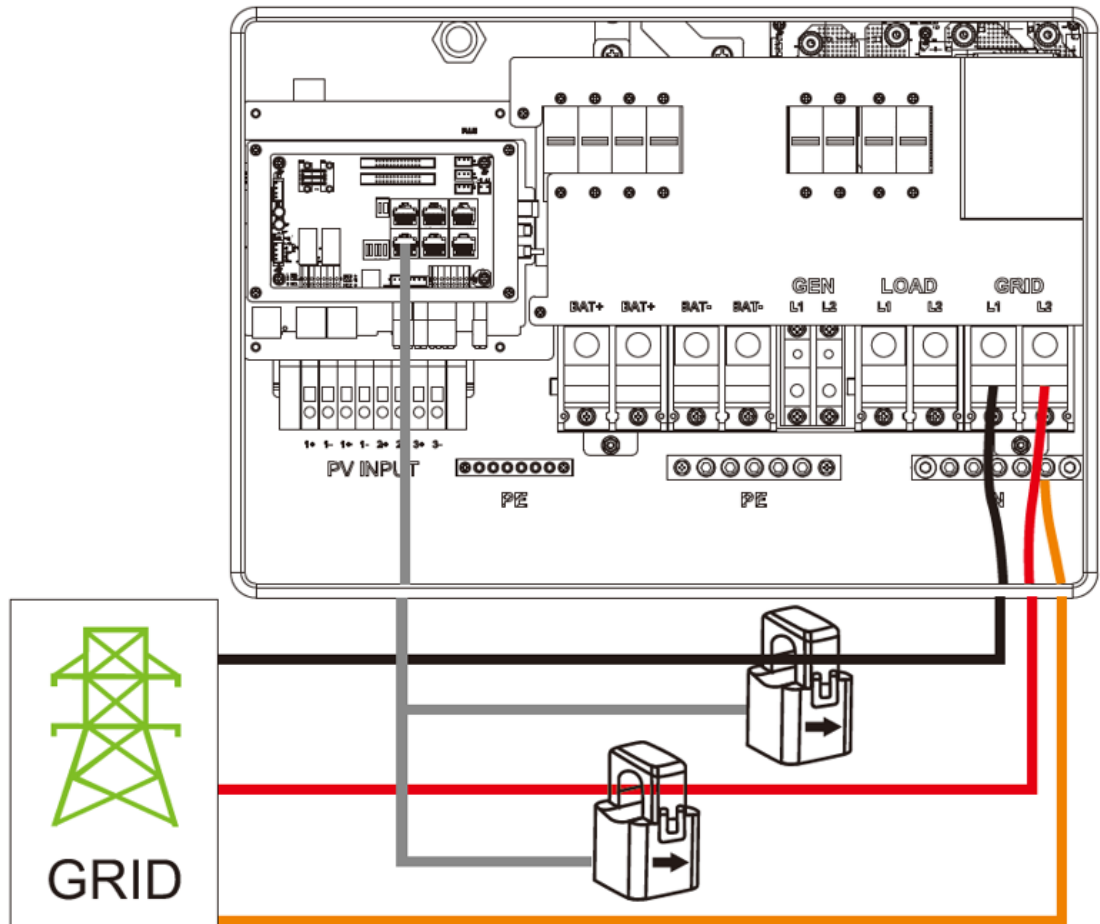 GEN LOAD GRID
BAT+ BAT+ BAT- BAT- L1 L2 L1 L2 L1 L2
1+ 1- 1+ 1- 2+ 2 3+ 3-
PV INPUT
PE PE N
GRID